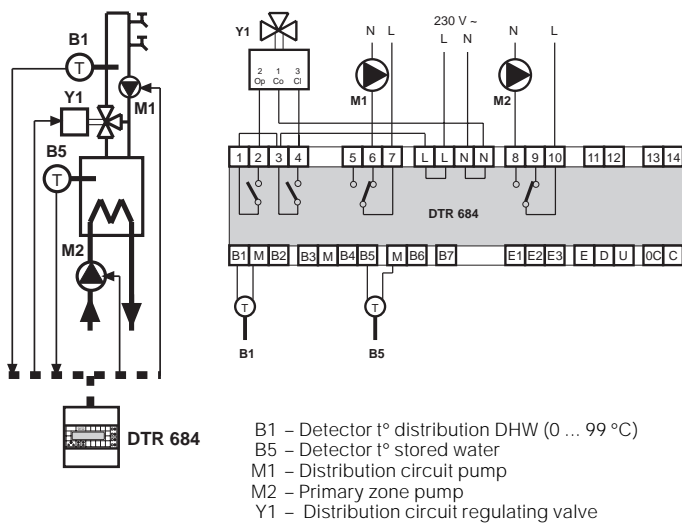 B1
T
M1
Y1
B5
T
M2
DTR 684
Y1
2 1 3
Op Co Cl
N L
M1
230 V ~
L L N N
N L
M2
1 2 3 4 5 6 7 L L N N 8 9 10 11 12 13 14
DTR 684
B1 M B2 B3 M B4 B5 M B6 B7 E1 E2 E3 E D U 0C C
T T
B1 B5
B1 – Detector t° distribution DHW (0 ... 99 °C)
B5 – Detector t° stored water
M1 – Distribution circuit pump
M2 – Primary zone pump
Y1 – Distribution circuit regulating valve